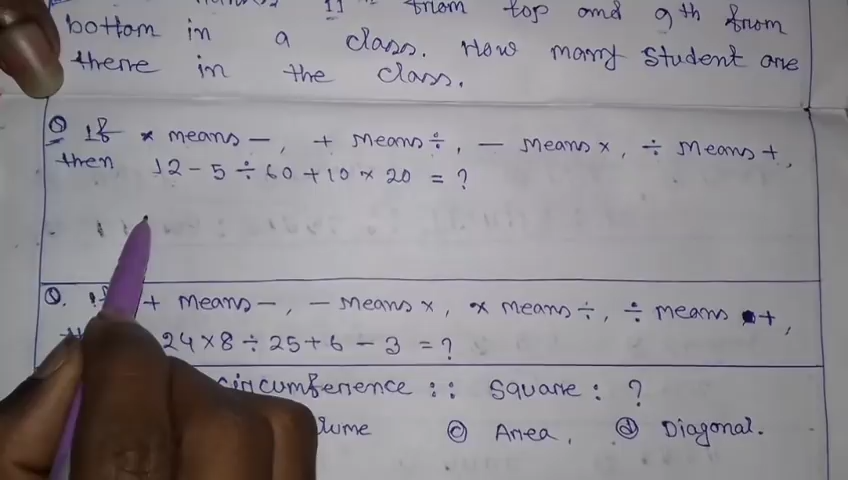 11 from top and 9th from
bottom in a class. How many Student are
there in the class.
Q If × means −, + means ÷, − means ×, ÷ means +,
then 12 − 5 ÷ 60 + 10 × 20 = ?
Q. + means −, − means ×, × means ÷, ÷ means +,
24 × 8 ÷ 25 + 6 − 3 = ?
circumference :: Square : ?
lume ⓒ Area, ⓓ Diagonal.